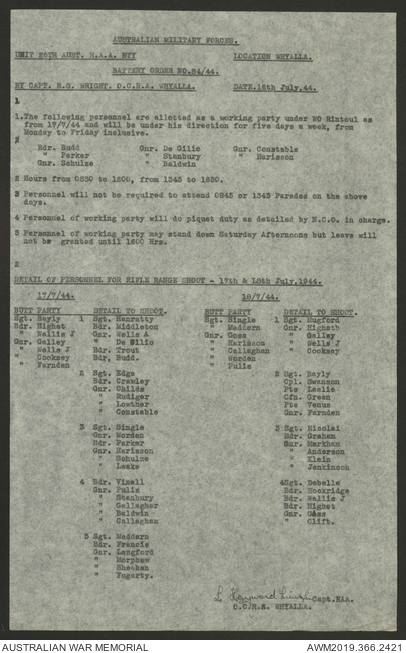 AUSTRALIAN MILITARY FORCES.
UNIT 26TH AUST. H.A.A. BTY LOCATION WHYALLA.
BATTERY ORDER NO.84/44.
BY CAPT. R.G. WRIGHT. O.C.R.A. WHYALLA. DATE.18th July.44.
1
1.The following personnel are allotted as a working party under WO Rintoul as
from 17/7/44 and will be under his direction for five days a week, from
Monday to Friday inclusive.
Bdr. Budd Gnr. De Gilio Gnr. Constable
" Parker " Stanbury " Harisson
Gnr. Schulze " Baldwin
2 Hours from 0830 to 1200, from 1345 to 1630.
3 Personnel will not be required to attend 0845 or 1345 Parades on the above
days.
4 Personnel of working party will do piquet duty as detailed by N.C.O. in charge.
5 Personnel of working party may stand down Saturday Afternoons but leave will
not be granted until 1600 Hrs.
2
DETAIL OF PERSONNEL FOR RIFLE RANGE SHOOT - 17th & 18th July,1944.
17/7/44. 18/7/44.
BUTT PARTY DETAIL TO SHOOT. BUTT PARTY DETAIL TO SHOOT.
Sgt. Bayly 1 Sgt. Hanratty Sgt. Single 1 Sgt. Mugford
Bdr. Highet Bdr. Middleton " Maddern Gnr. Higheth
" Wallis J Gnr. Wells A Gnr. Goss " Galley
Gnr. Galley " De Gilio " Harisson " Wells J
" Wells J Bdr. Trout " Callaghan " Cooksey
" Cooksey Bdr. Budd. " Worden
" Farnden " Pulis
2 Sgt. Edge 2 Sgt. Bayly
Bdr. Crawley Cpl. Swanson
Gnr. Childs Pte Leslie
" Rudiger Cfn. Green
" Lowther Pte Venus
" Constable Gnr. Farnden
3 Sgt. Single 3 Sgt. Nicolai
Gnr. Worden Bdr. Graham
Bdr. Parker Gnr. Markham
Gnr. Harisson " Anderson
" Schulze " Klein
" Leake " Jenkinson
4 Bdr. Vinall 4Sgt. Debelle
Gnr. Pulis Bdr. Hockridge
" Stanbury Bdr. Wallis J
" Gallagher Bdr. Highet
" Baldwin Gnr. Goss
" Callaghan " Clift.
5 Sgt. Maddern
Bdr. Francis
Gnr. Langford
" Morphew
" Sheahan
" Fogarty.
Capt.HAA.
O.C.R.N. WHYALLA.
AUSTRALIAN WAR MEMORIAL AWM2019.366.2421